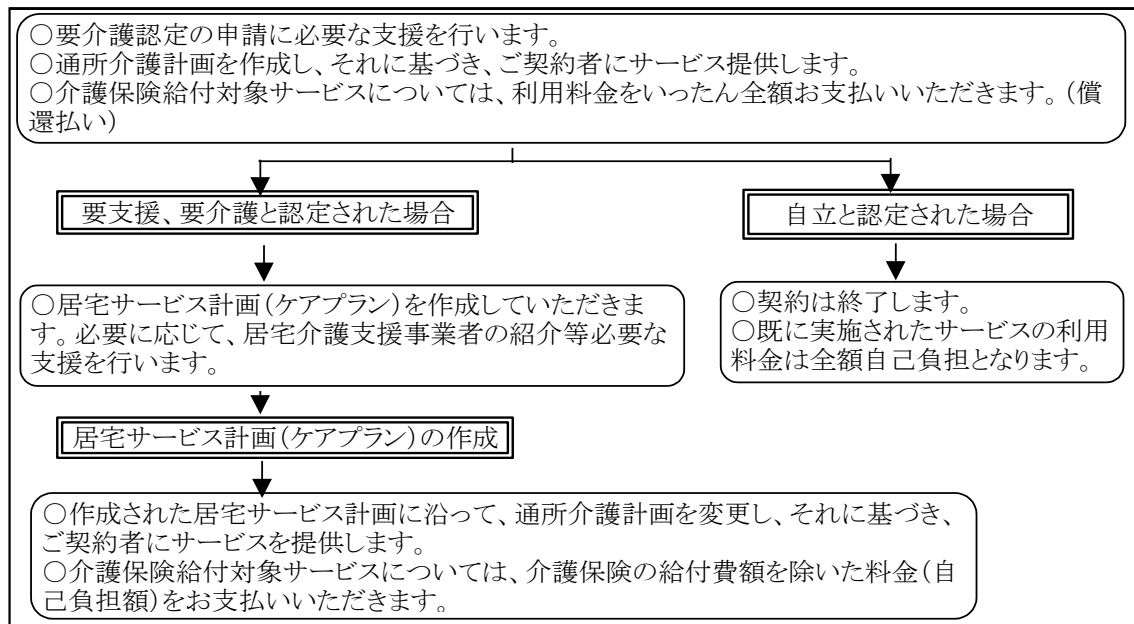 ○要介護認定の申請に必要な支援を行います。
○通所介護計画を作成し、それに基づき、ご契約者にサービス提供します。
○介護保険給付対象サービスについては、利用料金をいったん全額お支払いいただきます。(償
還払い)
要支援、要介護と認定された場合
自立と認定された場合
○居宅サービス計画(ケアプラン)を作成していただきま
す。必要に応じて、居宅介護支援事業者の紹介等必要な
支援を行います。
○契約は終了します。
○既に実施されたサービスの利用
料金は全額自己負担となります。
居宅サービス計画(ケアプラン)の作成
○作成された居宅サービス計画に沿って、通所介護計画を変更し、それに基づき、
ご契約者にサービスを提供します。
○介護保険給付対象サービスについては、介護保険の給付費額を除いた料金(自
己負担額)をお支払いいただきます。